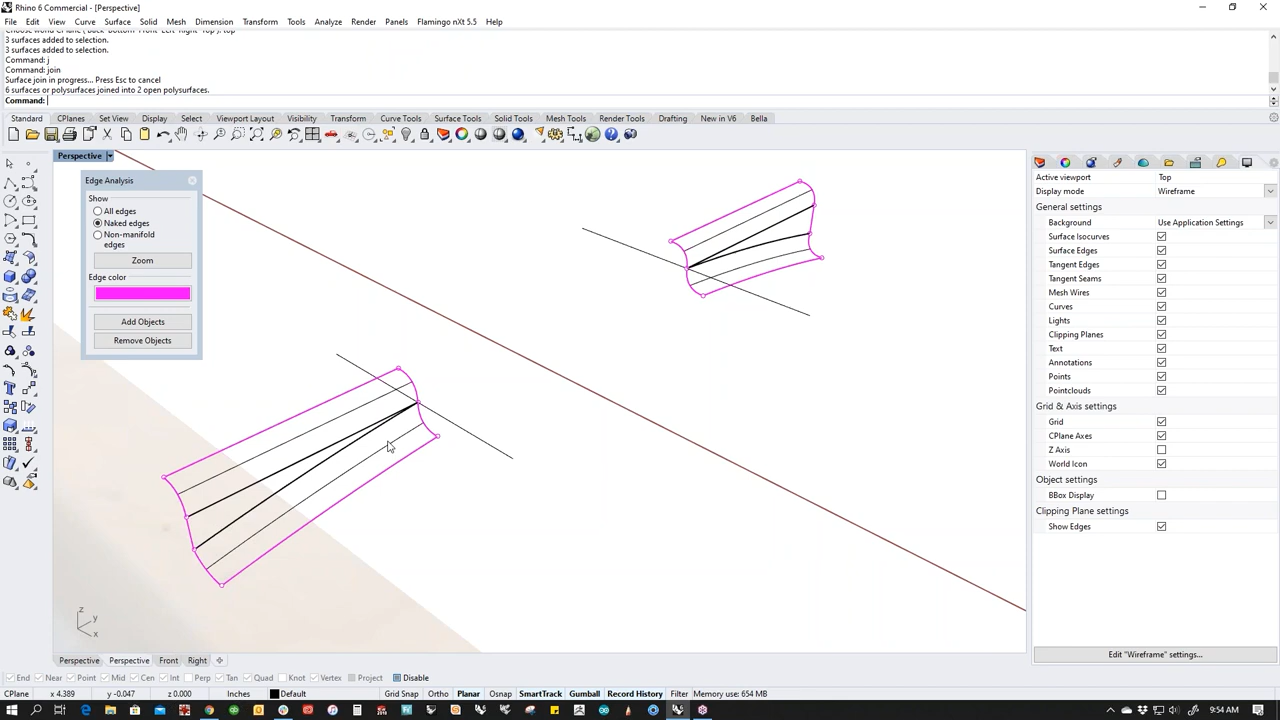 Rhino 6 Commercial - [Perspective]
File Edit View Curve Surface Solid Mesh Dimension Transform Tools Analyze Render Panels Flamingo nXt 5.5 Help
3 surfaces added to selection.
3 surfaces added to selection.
Command: j
Command: join
Surface join in progress... Press Esc to cancel
6 surfaces or polysurfaces joined into 2 open polysurfaces.
Command:
Standard CPlanes Set View Display Select Viewport Layout Visibility Transform Curve Tools Surface Tools Solid Tools Mesh Tools Render Tools Drafting New in V6 Bella
Perspective
Edge Analysis
Show
All edges
Naked edges
Non-manifold
edges
Zoom
Edge color
Add Objects
Remove Objects
z
y
x
Active viewport Top
Display mode Wireframe
General settings
Background Use Application Settings
Surface Isocurves
Surface Edges
Tangent Edges
Tangent Seams
Mesh Wires
Curves
Lights
Clipping Planes
Text
Annotations
Points
Pointclouds
Grid & Axis settings
Grid
CPlane Axes
Z Axis
World Icon
Object settings
BBox Display
Clipping Plane settings
Show Edges
Edit "Wireframe" settings...
Perspective Perspective Front Right
End Near Point Mid Cen Int Perp Tan Quad Knot Vertex Project Disable
CPlane x 4.389 y -0.047 z 0.000 Inches Default Grid Snap Ortho Planar Osnap SmartTrack Gumball Record History Filter Memory use: 654 MB
9:54 AM